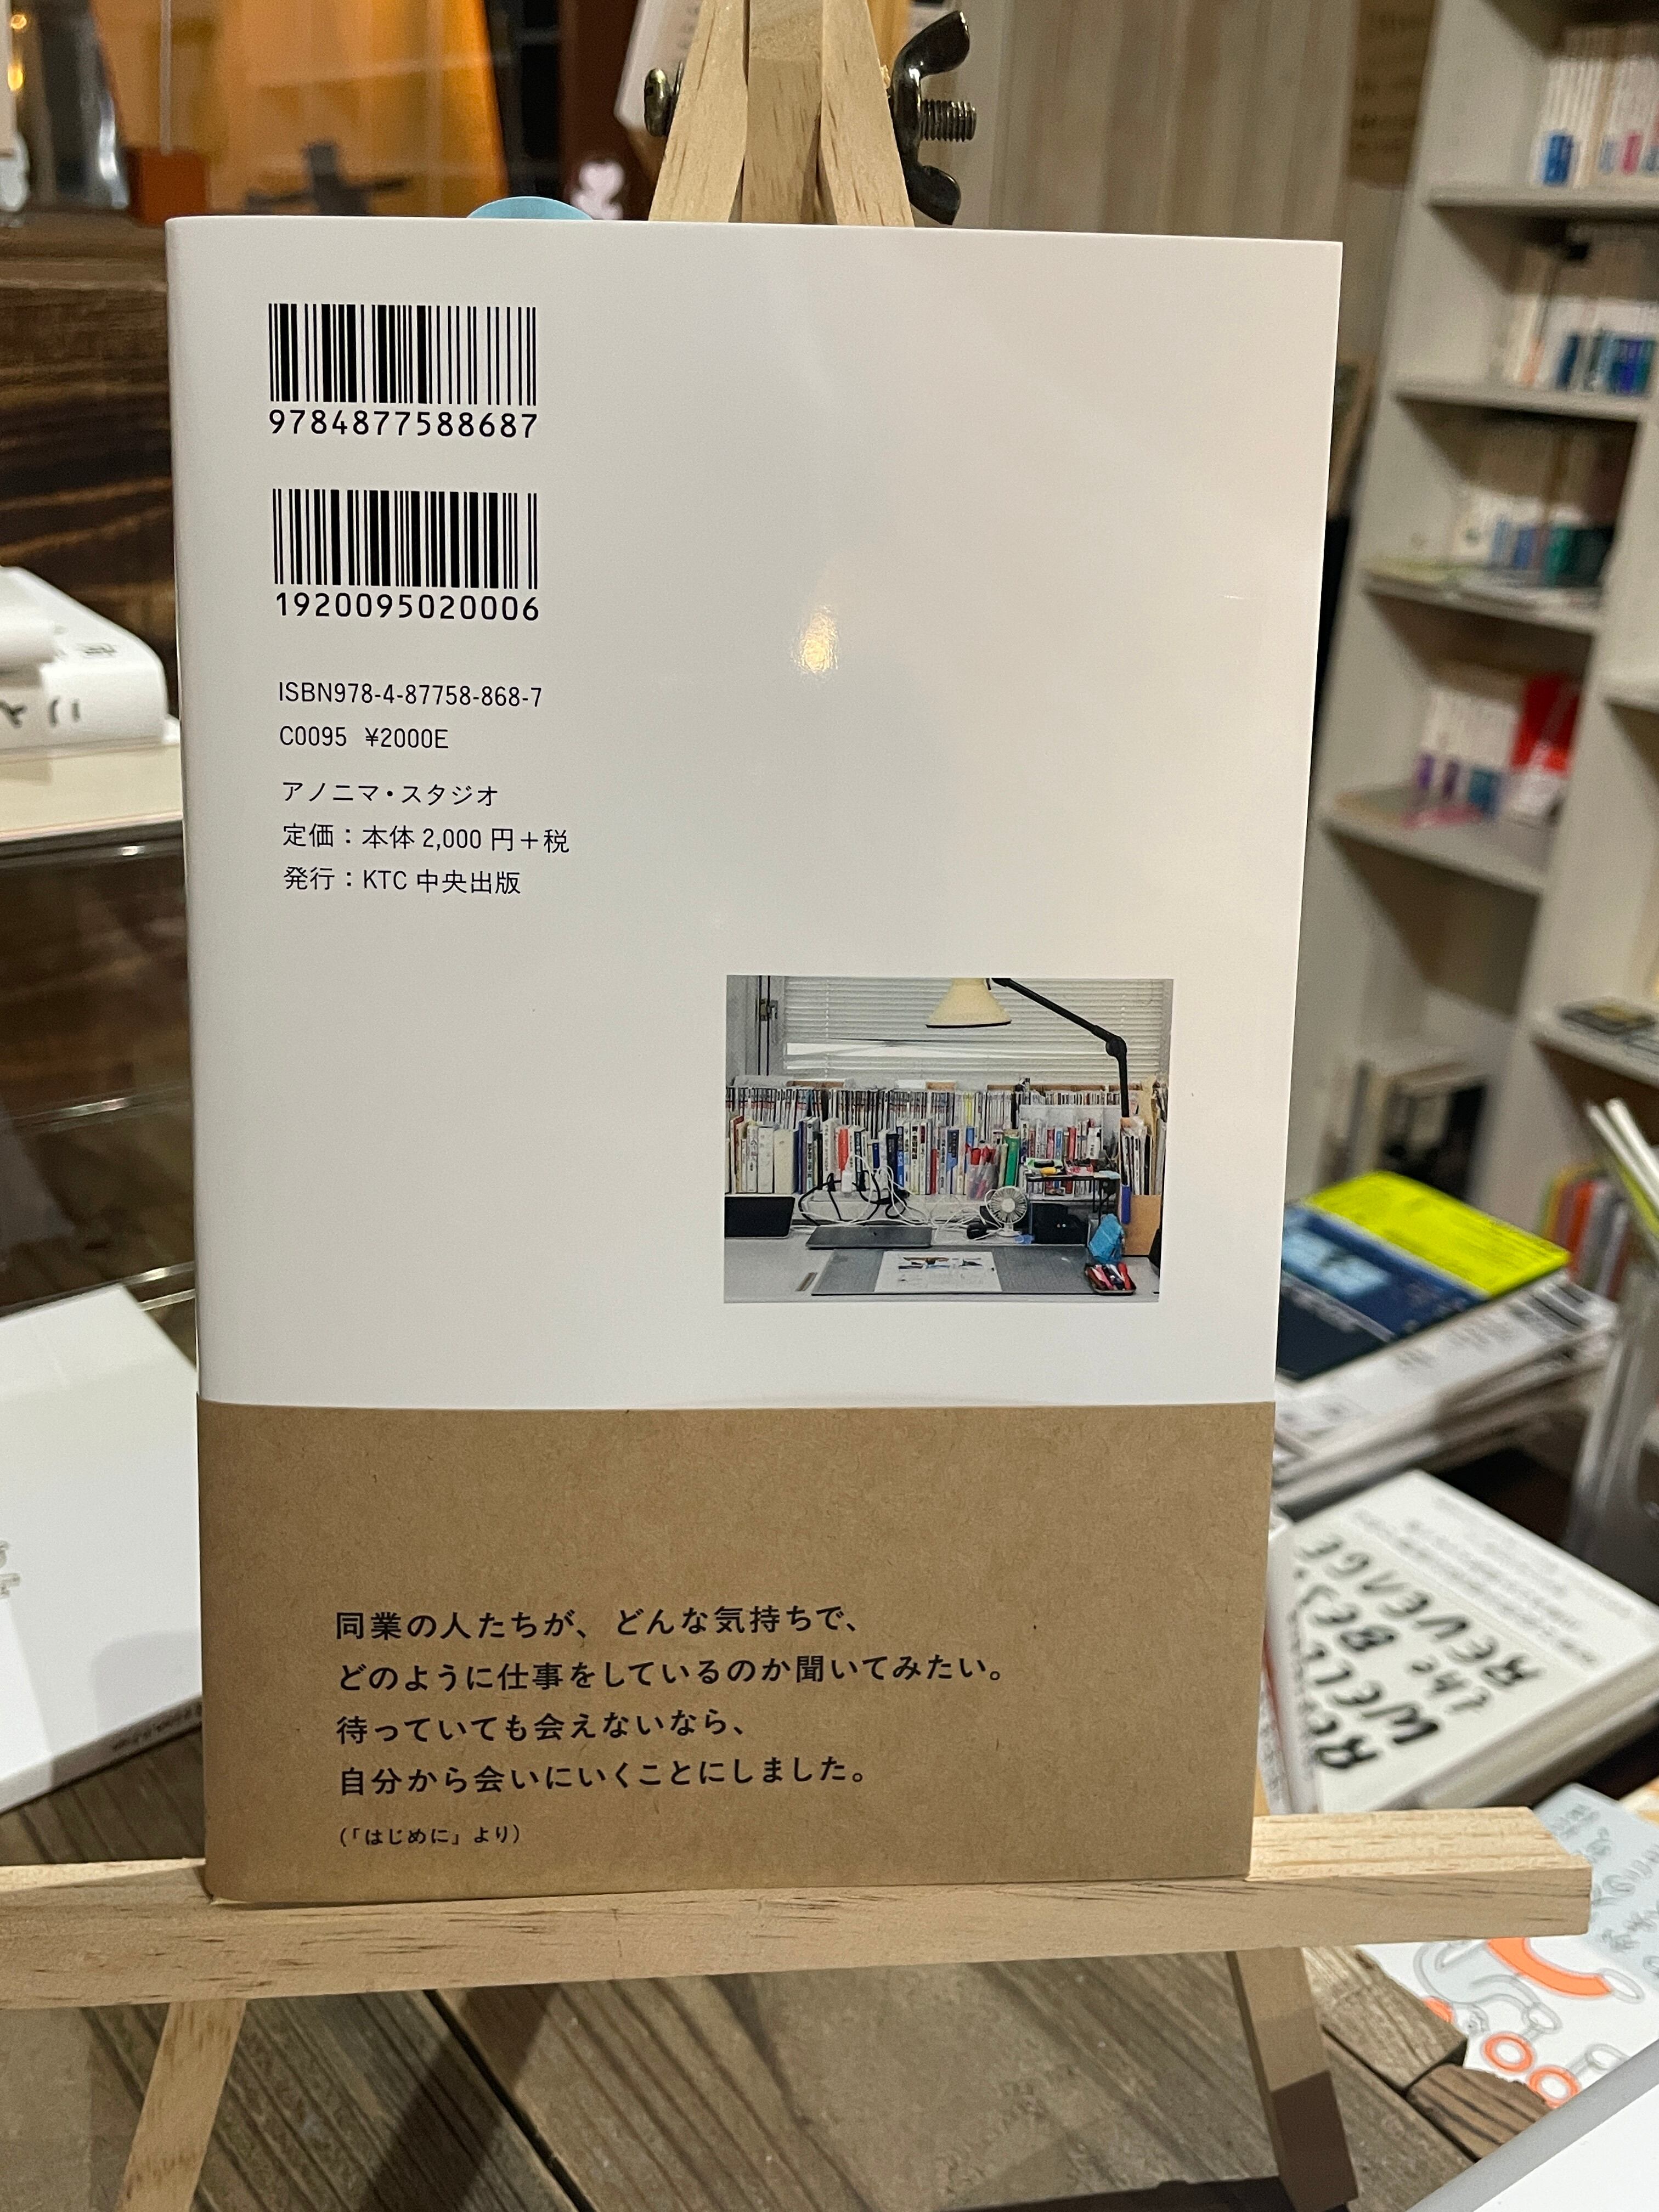 9784877588687
1920095020006
ISBN978-4-87758-868-7
C0095 ¥2000E
アノニマ・スタジオ
定価：本体 2,000 円＋税
発行：KTC 中央出版
同業の人たちが、どんな気持ちで、
どのように仕事をしているのか聞いてみたい。
待っていても会えないなら、
自分から会いにいくことにしました。
（「はじめに」より）
WELL
the BE
REVENGE